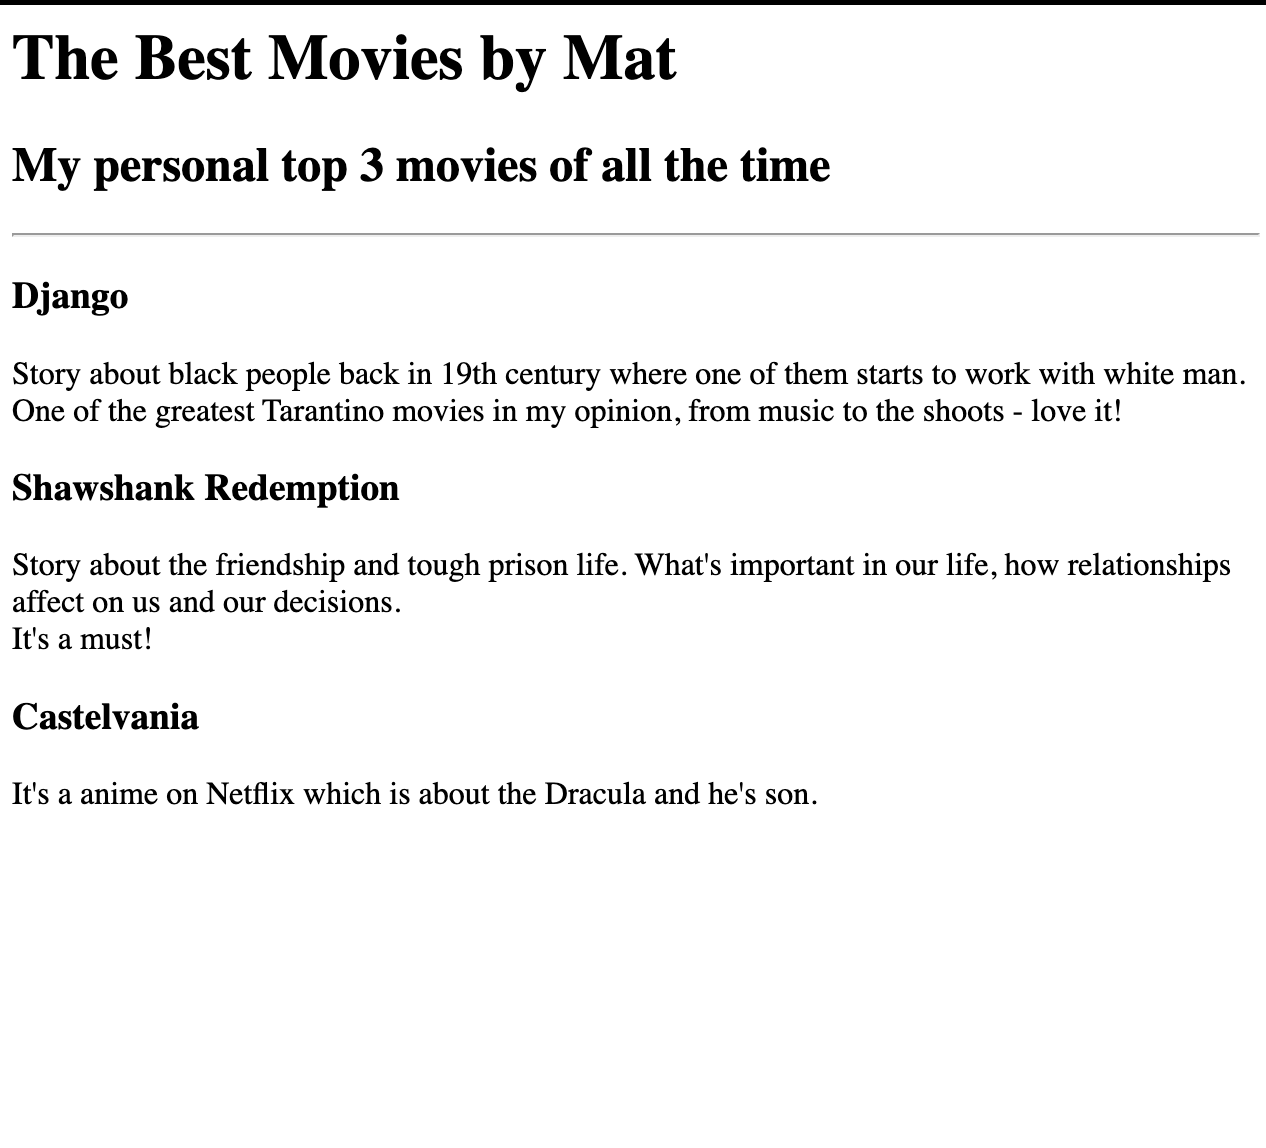 The Best Movies by Mat
My personal top 3 movies of all the time
Django
Story about black people back in 19th century where one of them starts to work with white man.
One of the greatest Tarantino movies in my opinion, from music to the shoots - love it!
Shawshank Redemption
Story about the friendship and tough prison life. What's important in our life, how relationships
affect on us and our decisions.
It's a must!
Castelvania
It's a anime on Netflix which is about the Dracula and he's son.